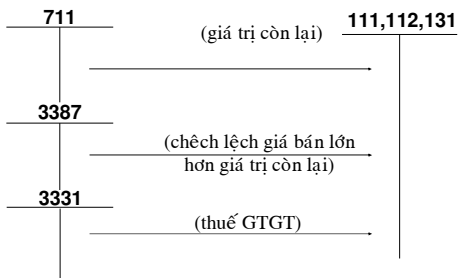 711
(giá trị còn lại)
111,112,131
3387
(chêch lệch giá bán lớn
hơn giá trị còn lại)
3331
(thuế GTGT)